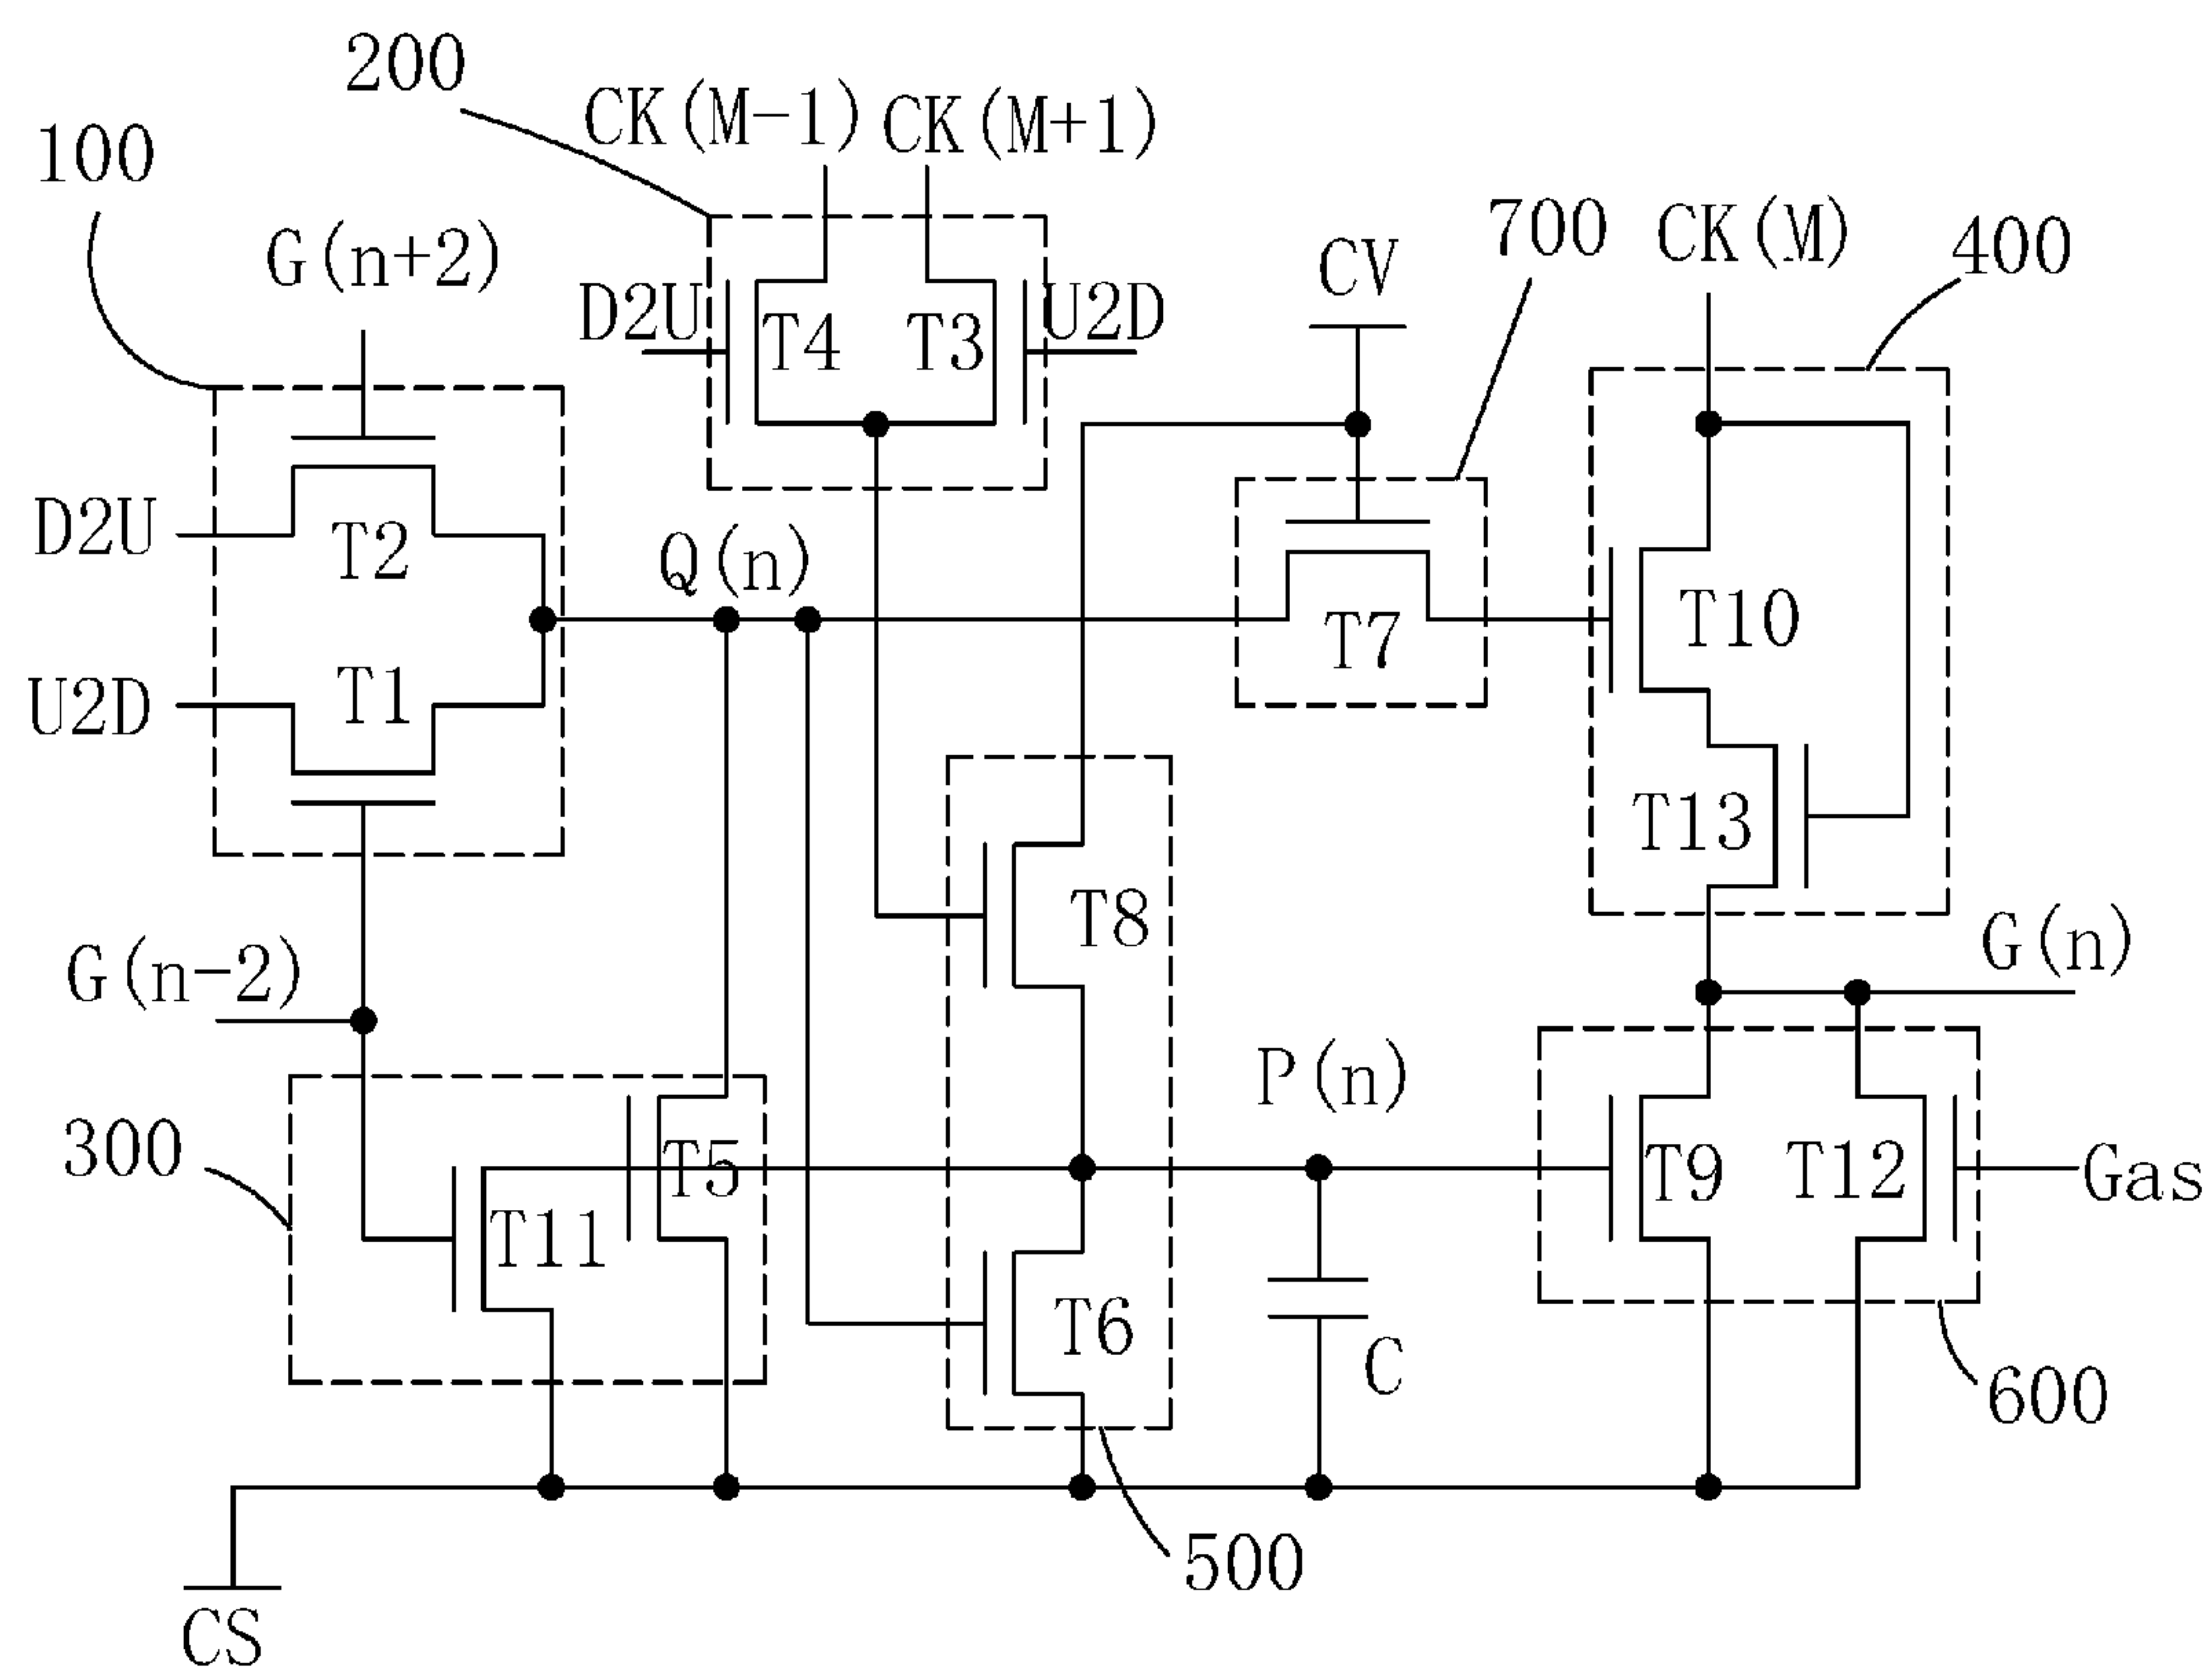 200
CK(M-1)
CK(M+1)
100
G(n+2)
700
CK(M)
400
CV
D2U
T4
T3
U2D
D2U
T2
Q(n)
T10
T7
U2D
T1
T13
T8
G(n-2)
G(n)
P(n)
300
T5
T9
T12
Gas
T11
T6
C
600
500
CS